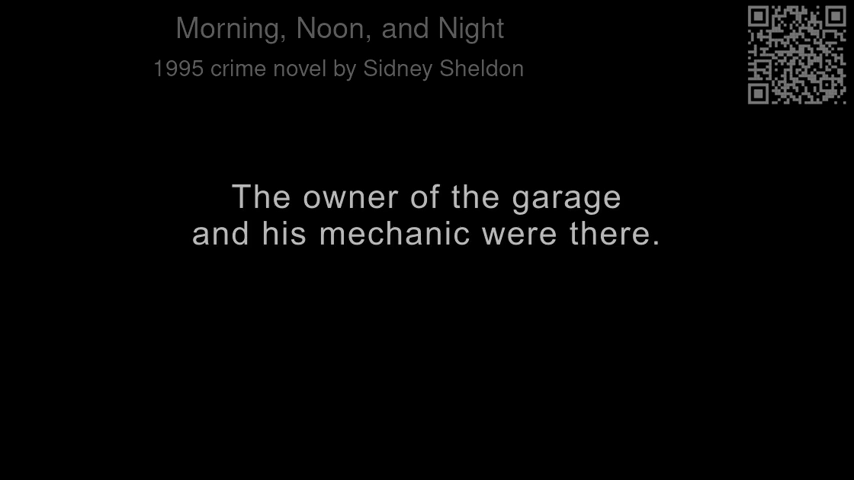 Morning, Noon, and Night
1995 crime novel by Sidney Sheldon
The owner of the garage
and his mechanic were there.